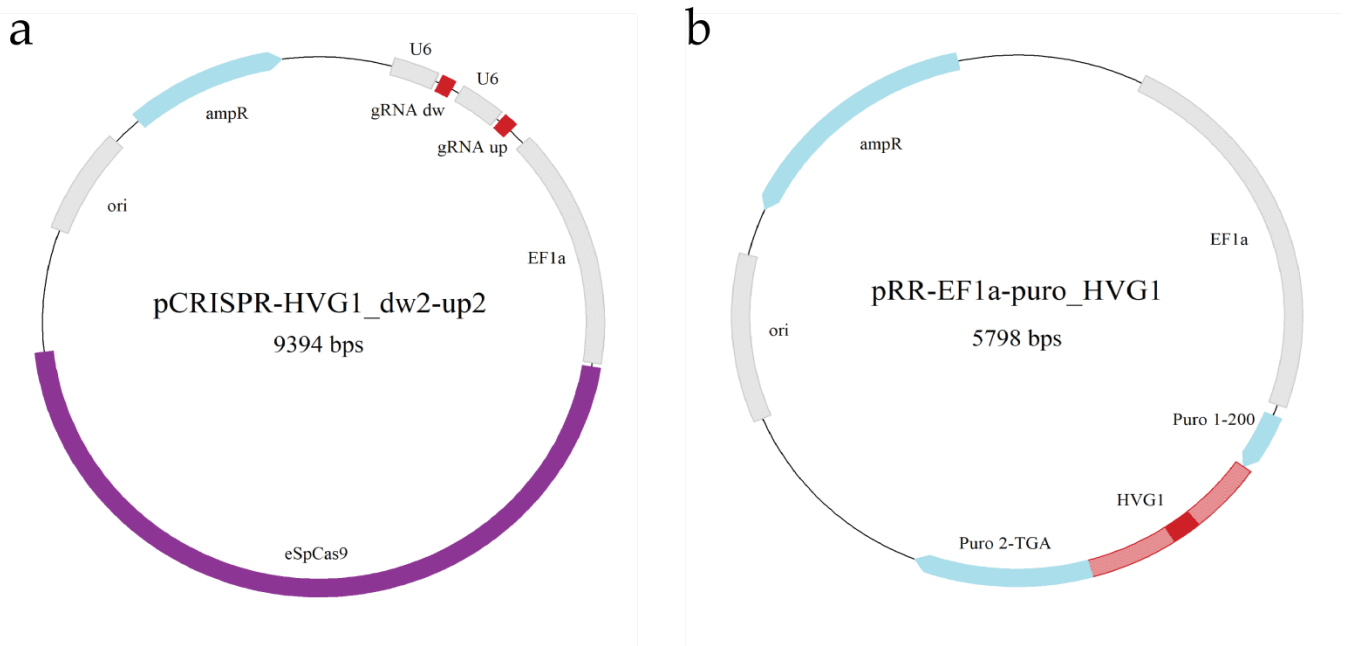 a
U6
U6
ampR
gRNA dw
gRNA up
ori
EF1a
pCRISPR-HVG1_dw2-up2
9394 bps
eSpCas9
b
ampR
EF1a
pRR-EF1a-puro_HVG1
ori
5798 bps
Puro 1-200
HVG1
Puro 2-TGA